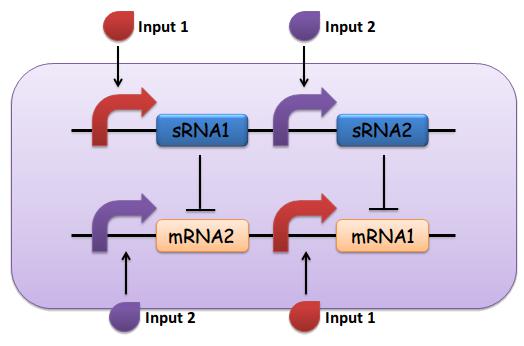 Input 1
Input 2
sRNA1
sRNA2
mRNA2
mRNA1
Input 2
Input 1